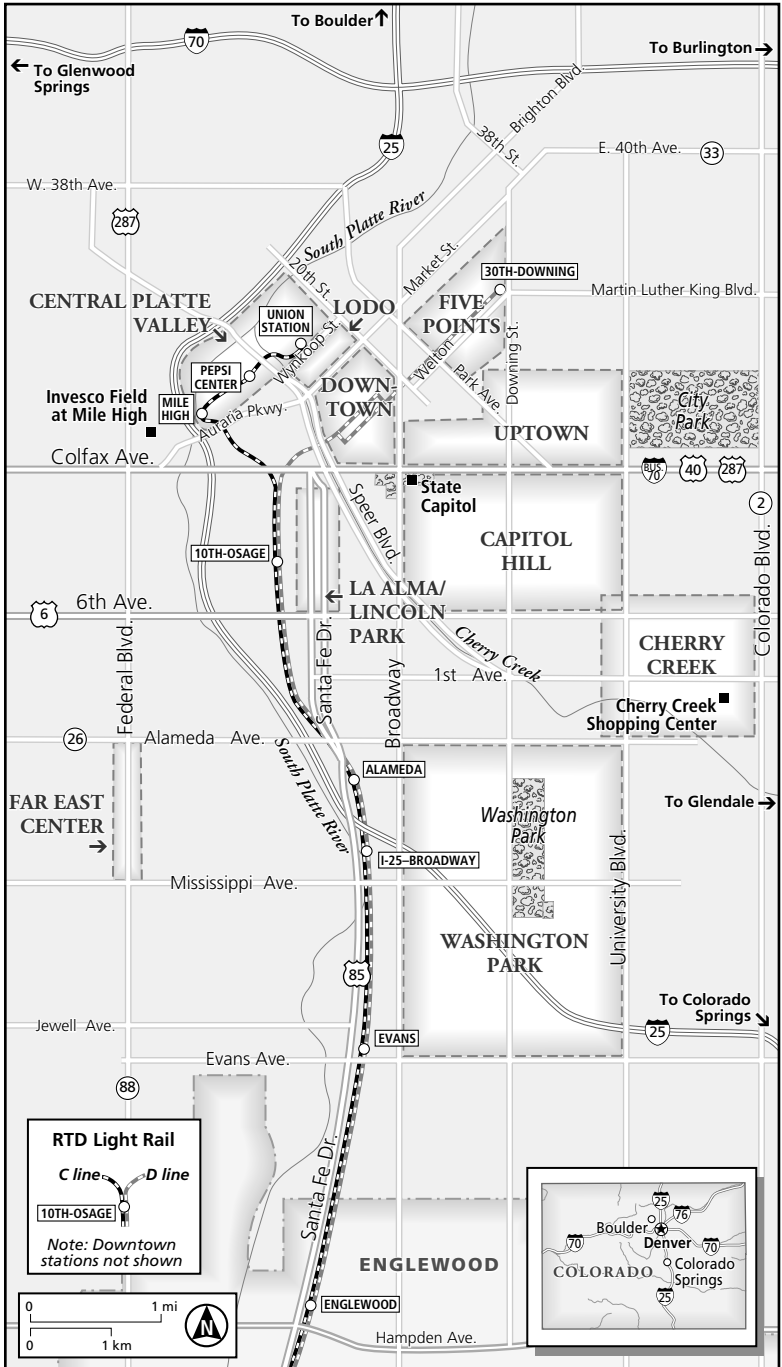 To Boulder
70
To Burlington
To Glenwood
Springs
Brighton Blvd.
38th St.
25
E. 40th Ave.
33
W. 38th Ave.
287
South Platte River
20th St.
Market St.
30TH-DOWNING
Martin Luther King Blvd.
CENTRAL PLATTE
VALLEY
UNION
STATION
LODO
FIVE
POINTS
Wynkoop St.
Welton
Downing St.
PEPSI
CENTER
DOWN-
TOWN
Park Ave.
City
Park
Invesco Field
at Mile High
MILE
HIGH
Auraria Pkwy.
UPTOWN
Colfax Ave.
BUS.
70
40
287
State
Capitol
Speer Blvd.
2
CAPITOL
HILL
Colorado Blvd.
10TH-OSAGE
LA ALMA/
LINCOLN
PARK
6th Ave.
6
Cherry Creek
CHERRY
CREEK
Federal Blvd.
Santa Fe Dr.
Broadway
1st Ave.
Cherry Creek
Shopping Center
26
Alameda Ave.
South Platte River
ALAMEDA
FAR EAST
CENTER
Washington
Park
To Glendale
I-25–BROADWAY
University Blvd.
Mississippi Ave.
WASHINGTON
PARK
85
To Colorado
Springs
25
Jewell Ave.
EVANS
Evans Ave.
88
RTD Light Rail
C line
D line
10TH-OSAGE
Note: Downtown
stations not shown
Santa Fe Dr.
ENGLEWOOD
ENGLEWOOD
Hampden Ave.
0
1 mi
0
1 km
N
25
76
Boulder
Denver
70
70
COLORADO
Colorado
Springs
25